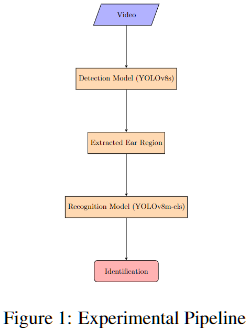 Video
Detection Model (YOLOv8s)
Extracted Ear Region
Recognition Model (YOLOv8m-cls)
Identification
Figure 1: Experimental Pipeline